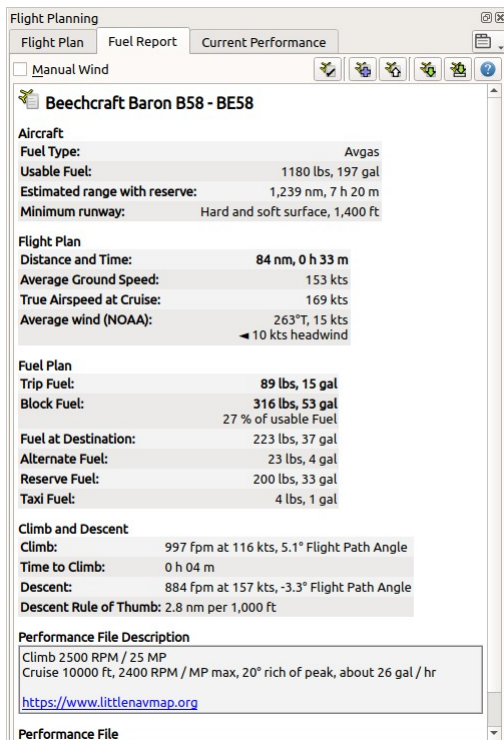 Flight Planning
Flight Plan Fuel Report Current Performance
Manual Wind
Beechcraft Baron B58 - BE58
Aircraft
Fuel Type: Avgas
Usable Fuel: 1180 lbs, 197 gal
Estimated range with reserve: 1,239 nm, 7 h 20 m
Minimum runway: Hard and soft surface, 1,400 ft
Flight Plan
Distance and Time: 84 nm, 0 h 33 m
Average Ground Speed: 153 kts
True Airspeed at Cruise: 169 kts
Average wind (NOAA): 263°T, 15 kts
◄ 10 kts headwind
Fuel Plan
Trip Fuel: 89 lbs, 15 gal
Block Fuel: 316 lbs, 53 gal
27 % of usable Fuel
Fuel at Destination: 223 lbs, 37 gal
Alternate Fuel: 23 lbs, 4 gal
Reserve Fuel: 200 lbs, 33 gal
Taxi Fuel: 4 lbs, 1 gal
Climb and Descent
Climb: 997 fpm at 116 kts, 5.1° Flight Path Angle
Time to Climb: 0 h 04 m
Descent: 884 fpm at 157 kts, -3.3° Flight Path Angle
Descent Rule of Thumb: 2.8 nm per 1,000 ft
Performance File Description
Climb 2500 RPM / 25 MP
Cruise 10000 ft, 2400 RPM / MP max, 20° rich of peak, about 26 gal / hr
https://www.littlenavmap.org
Performance File